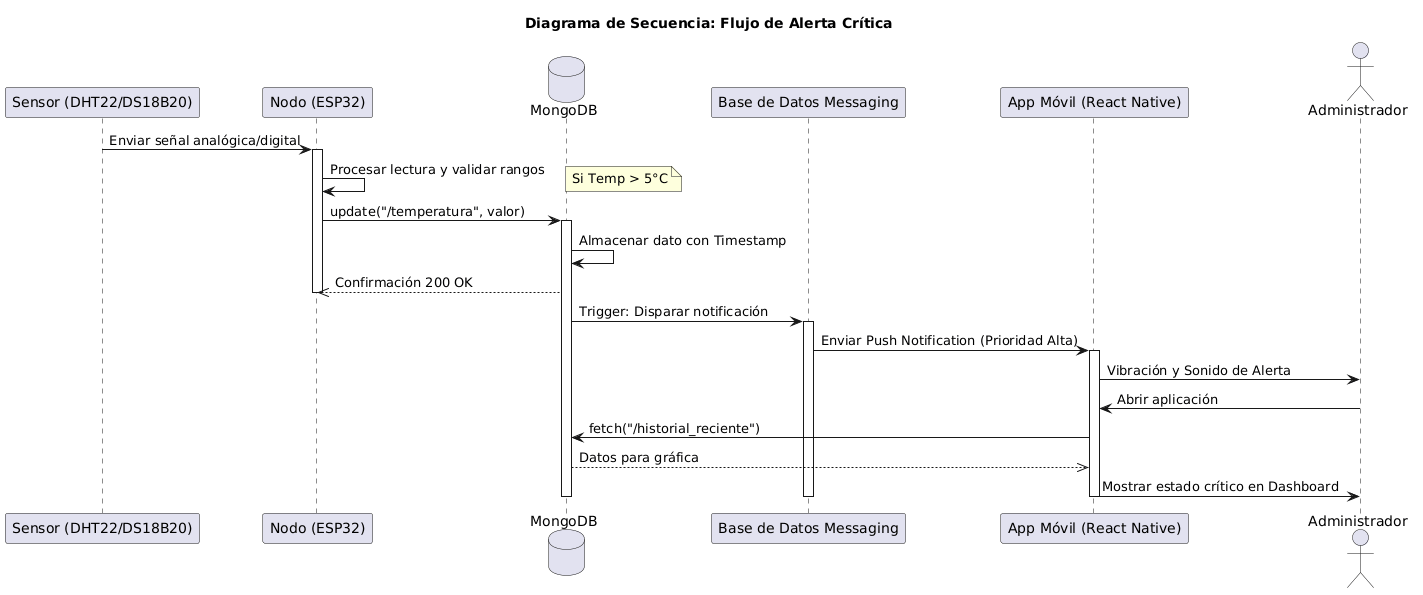 Diagrama de Secuencia: Flujo de Alerta Crítica
Sensor (DHT22/DS18B20)
Nodo (ESP32)
MongoDB
Base de Datos Messaging
App Móvil (React Native)
Administrador
Enviar señal analógica/digital
Procesar lectura y validar rangos
Si Temp > 5°C
update("/temperatura", valor)
Almacenar dato con Timestamp
Confirmación 200 OK
Trigger: Disparar notificación
Enviar Push Notification (Prioridad Alta)
Vibración y Sonido de Alerta
Abrir aplicación
fetch("/historial_reciente")
Datos para gráfica
Mostrar estado crítico en Dashboard
Sensor (DHT22/DS18B20)
Nodo (ESP32)
MongoDB
Base de Datos Messaging
App Móvil (React Native)
Administrador